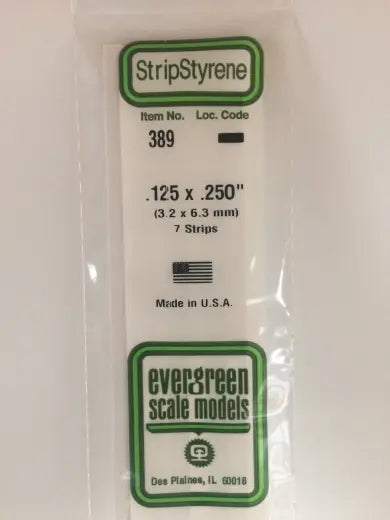 StripStyrene
Item No. Loc. Code
389
.125 x .250"
(3.2 x 6.3 mm)
7 Strips
Made in U.S.A.
evergreen
scale models
Des Plaines, IL 60018